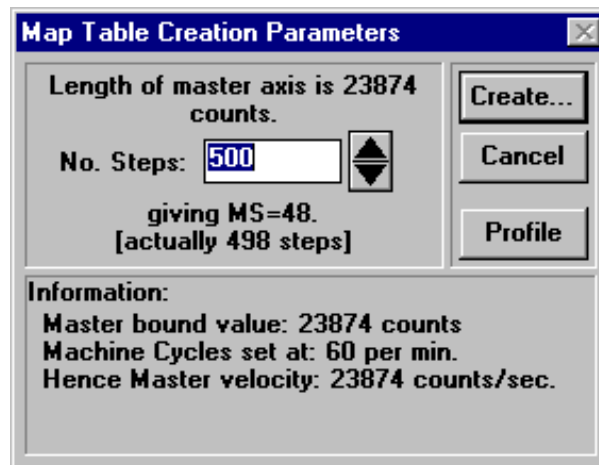 Map Table Creation Parameters
Length of master axis is 23874
counts.
No. Steps: 500
giving MS=48.
[actually 498 steps]
Create...
Cancel
Profile
Information:
Master bound value: 23874 counts
Machine Cycles set at: 60 per min.
Hence Master velocity: 23874 counts/sec.